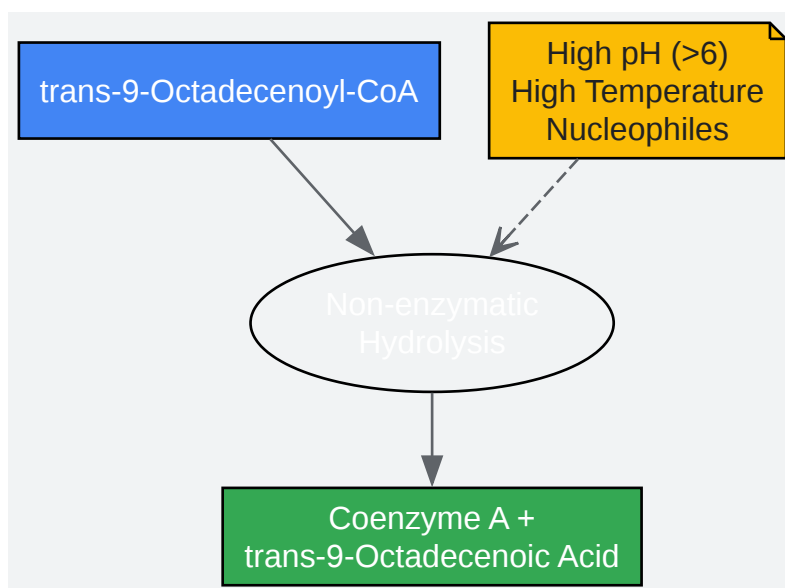 trans-9-Octadecenoyl-CoA
High pH (>6)
High Temperature
Nucleophiles
Non-enzymatic
Hydrolysis
Coenzyme A +
trans-9-Octadecenoic Acid